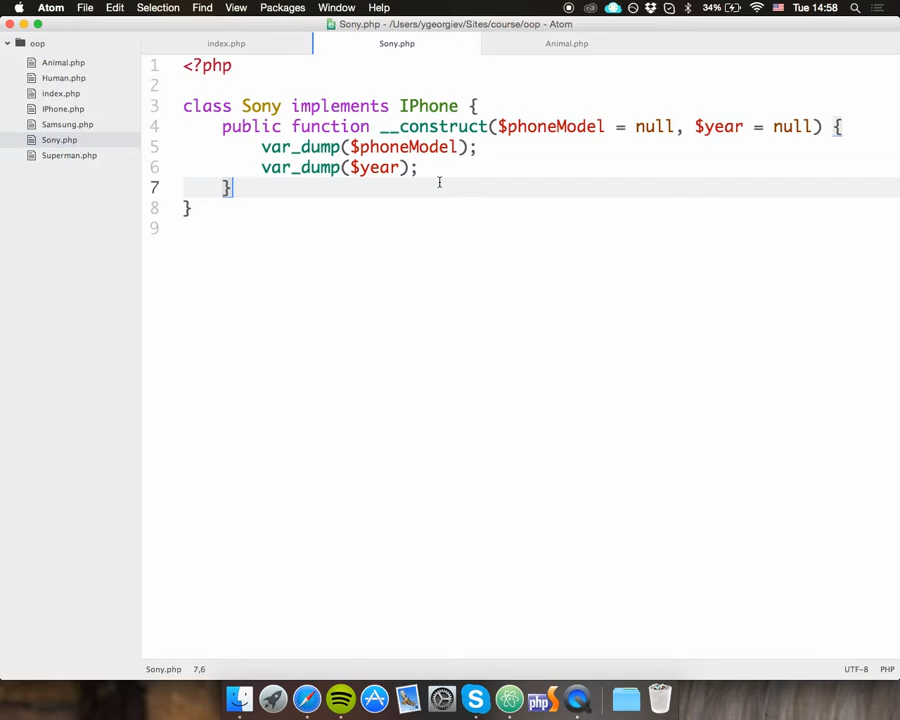 Atom File Edit Selection Find View Packages Window Help 34% Tue 14:58
Sony.php - /Users/ygeorgiev/Sites/course/oop - Atom
oop
Animal.php
Human.php
index.php
IPhone.php
Samsung.php
Sony.php
Superman.php
index.php Sony.php Animal.php
1 <?php
2
3 class Sony implements IPhone {
4 public function __construct($phoneModel = null, $year = null) {
5 var_dump($phoneModel);
6 var_dump($year);
7 }
8 }
9
Sony.php 7,6 UTF-8 PHP
php